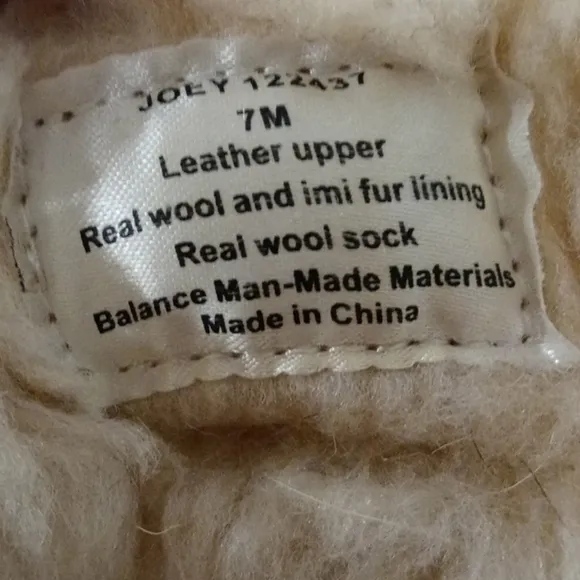 JOEY 122437
7M
Leather upper
Real wool and imi fur lining
Real wool sock
Balance Man-Made Materials
Made in China